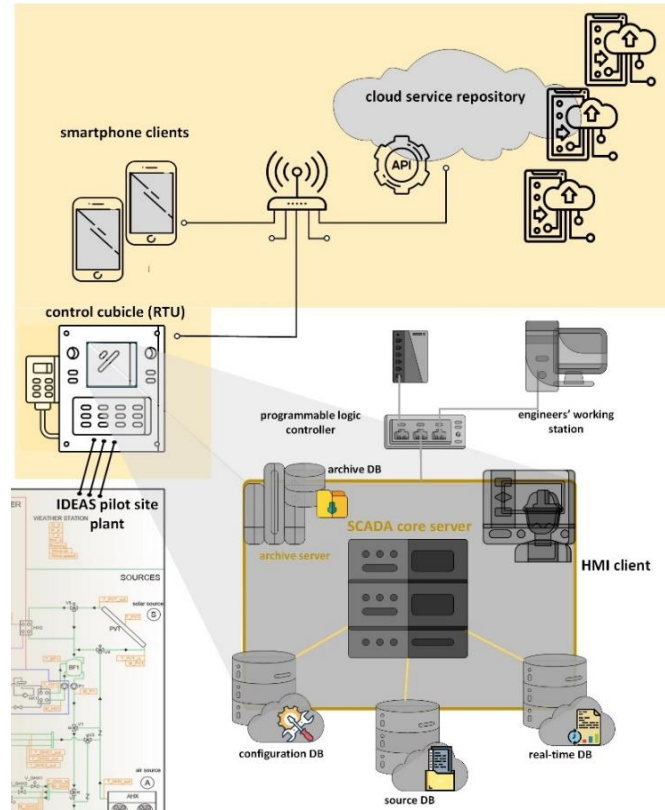 cloud service repository
smartphone clients
API
control cubicle (RTU)
programmable logic
controller
engineers' working
station
archive DB
IDEAS pilot site
plant
SCADA core server
archive server
HMI client
WEATHER STATION
SOURCES
solar source
S
PVT
BF1
configuration DB
real-time DB
source DB
air source
A
AHX